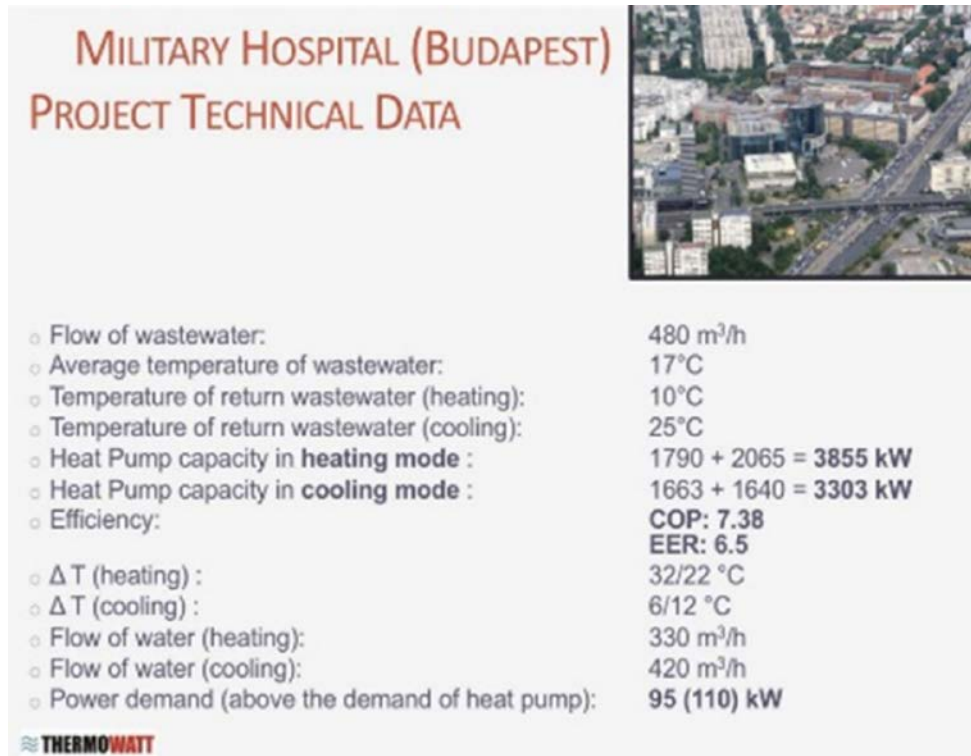 MILITARY HOSPITAL (BUDAPEST)
PROJECT TECHNICAL DATA
Flow of wastewater: 480 m³/h
Average temperature of wastewater: 17°C
Temperature of return wastewater (heating): 10°C
Temperature of return wastewater (cooling): 25°C
Heat Pump capacity in heating mode : 1790 + 2065 = 3855 kW
Heat Pump capacity in cooling mode : 1663 + 1640 = 3303 kW
Efficiency: COP: 7.38
EER: 6.5
Δ T (heating) : 32/22 °C
Δ T (cooling) : 6/12 °C
Flow of water (heating): 330 m³/h
Flow of water (cooling): 420 m³/h
Power demand (above the demand of heat pump): 95 (110) kW
THERMOWATT